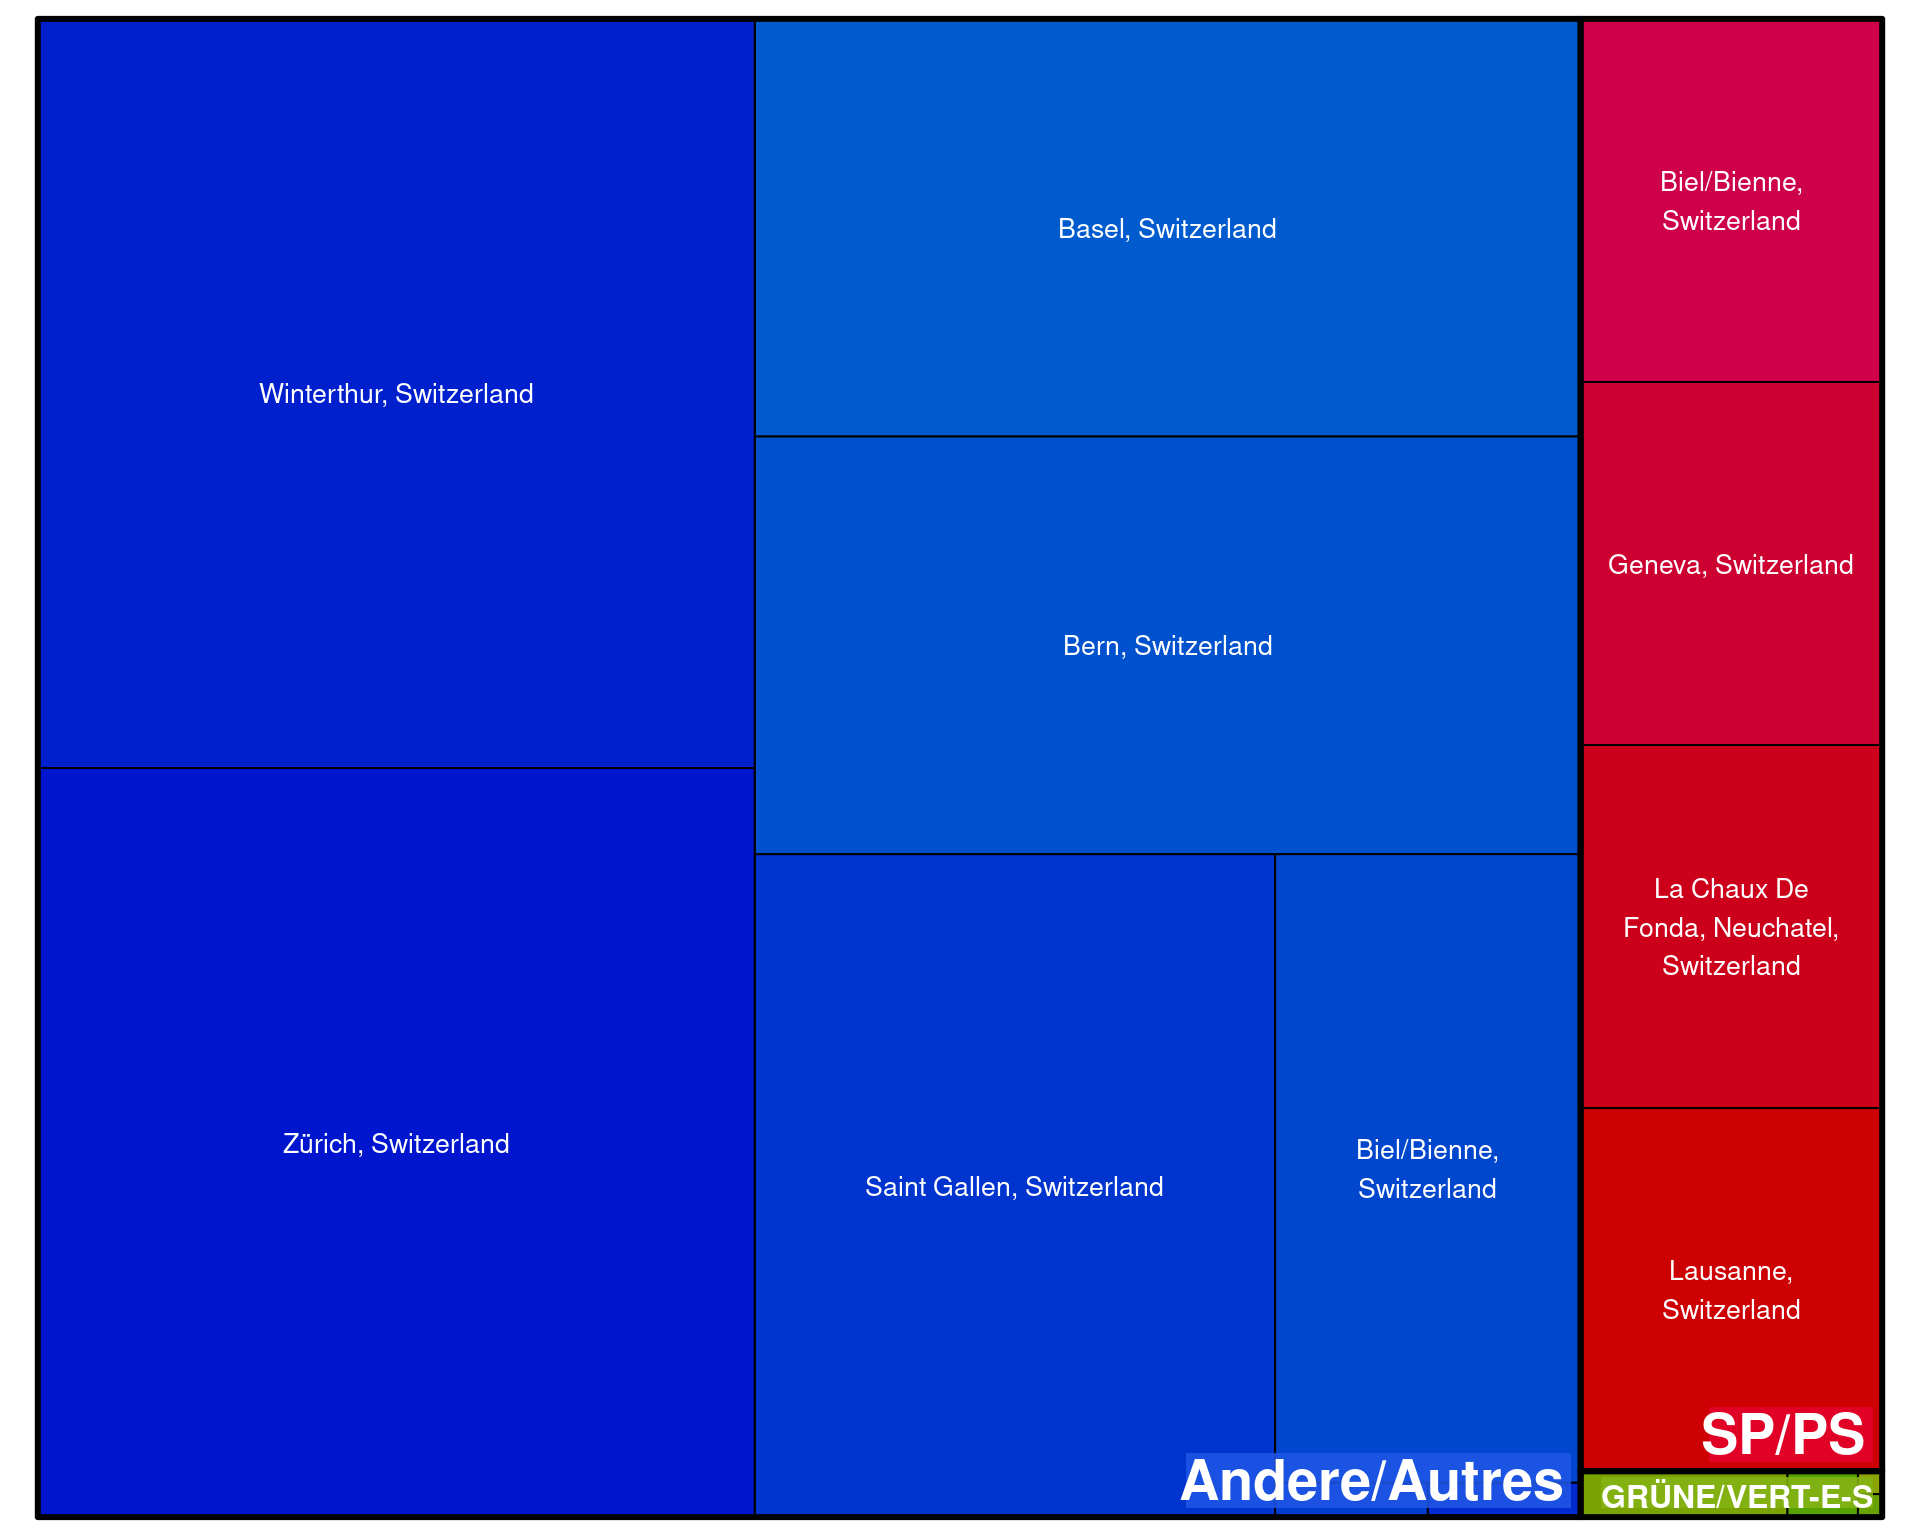 Winterthur, Switzerland
Zürich, Switzerland
Basel, Switzerland
Bern, Switzerland
Saint Gallen, Switzerland
Biel/Bienne,
Switzerland
Andere/Autres
Biel/Bienne,
Switzerland
Geneva, Switzerland
La Chaux De
Fonda, Neuchatel,
Switzerland
Lausanne,
Switzerland
SP/PS
GRÜNE/VERT-E-S